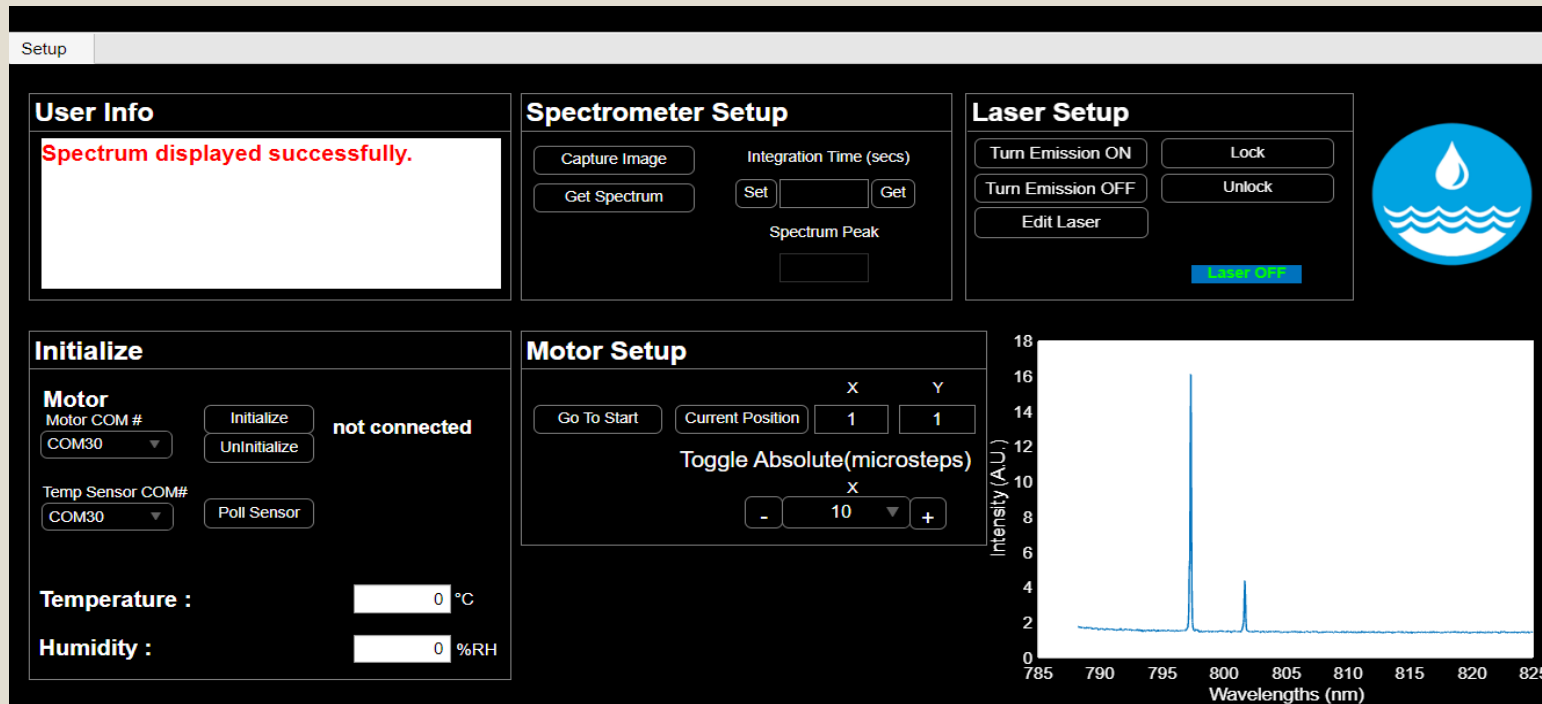 Setup
User Info
Spectrum displayed successfully.
Spectrometer Setup
Capture Image
Get Spectrum
Integration Time (secs)
Set
Get
Spectrum Peak
Laser Setup
Turn Emission ON
Lock
Turn Emission OFF
Unlock
Edit Laser
Laser OFF
Initialize
Motor
Motor COM #
COM30
Initialize
UnInitialize
not connected
Temp Sensor COM#
COM30
Poll Sensor
Temperature :
0 °C
Humidity :
0 %RH
Motor Setup
X Y
Go To Start
Current Position
1 1
Toggle Absolute(microsteps)
X
- 10 +
Intensity (A.U.)
18
16
14
12
10
8
6
4
2
0
785 790 795 800 805 810 815 820 825
Wavelengths (nm)